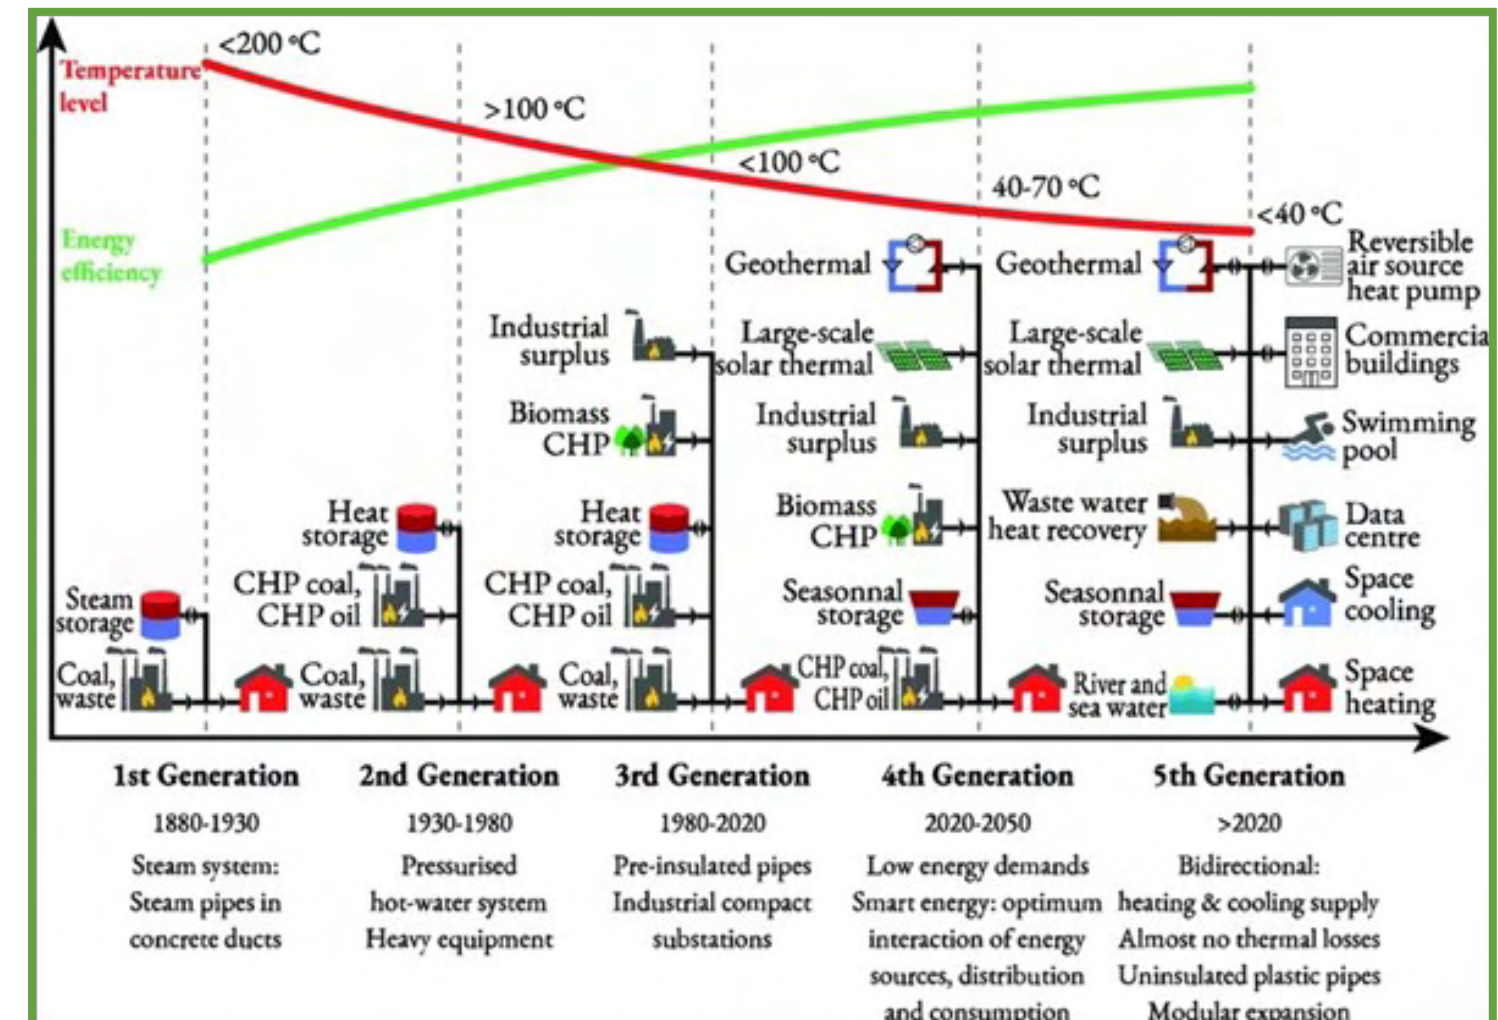 <200 °C
Temperature
level
>100 °C
<100 °C
40-70 °C
<40 °C
Energy
efficiency
Geothermal
Geothermal
Reversible
air source
heat pump
Industrial
surplus
Large-scale
solar thermal
Large-scale
solar thermal
Commercia
buildings
Biomass
CHP
Industrial
surplus
Industrial
surplus
Swimming
pool
Heat
storage
Heat
storage
Biomass
CHP
Waste water
heat recovery
Data
centre
Steam
storage
CHP coal,
CHP oil
CHP coal,
CHP oil
Seasonnal
storage
Seasonnal
storage
Space
cooling
Coal,
waste
Coal,
waste
Coal,
waste
CHP coal,
CHP oil
River and
sea water
Space
heating
1st Generation
1880-1930
Steam system:
Steam pipes in
concrete ducts
2nd Generation
1930-1980
Pressurised
hot-water system
Heavy equipment
3rd Generation
1980-2020
Pre-insulated pipes
Industrial compact
substations
4th Generation
2020-2050
Low energy demands
Smart energy: optimum
interaction of energy
sources, distribution
and consumption
5th Generation
>2020
Bidirectional:
heating & cooling supply
Almost no thermal losses
Uninsulated plastic pipes
Modular expansion